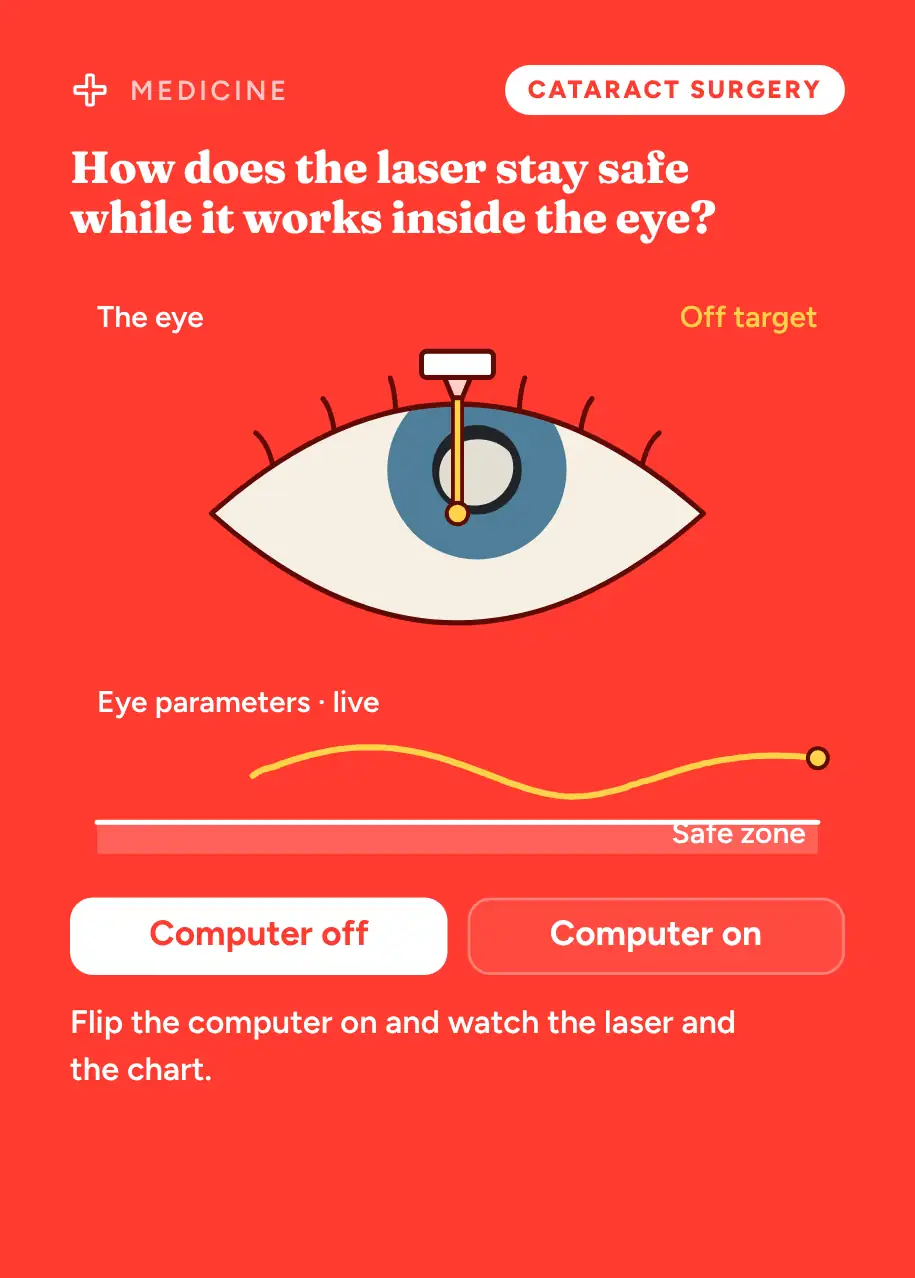 MEDICINE
CATARACT SURGERY
How does the laser stay safe
while it works inside the eye?
The eye
Off target
Eye parameters · live
Safe zone
Computer off
Computer on
Flip the computer on and watch the laser and
the chart.